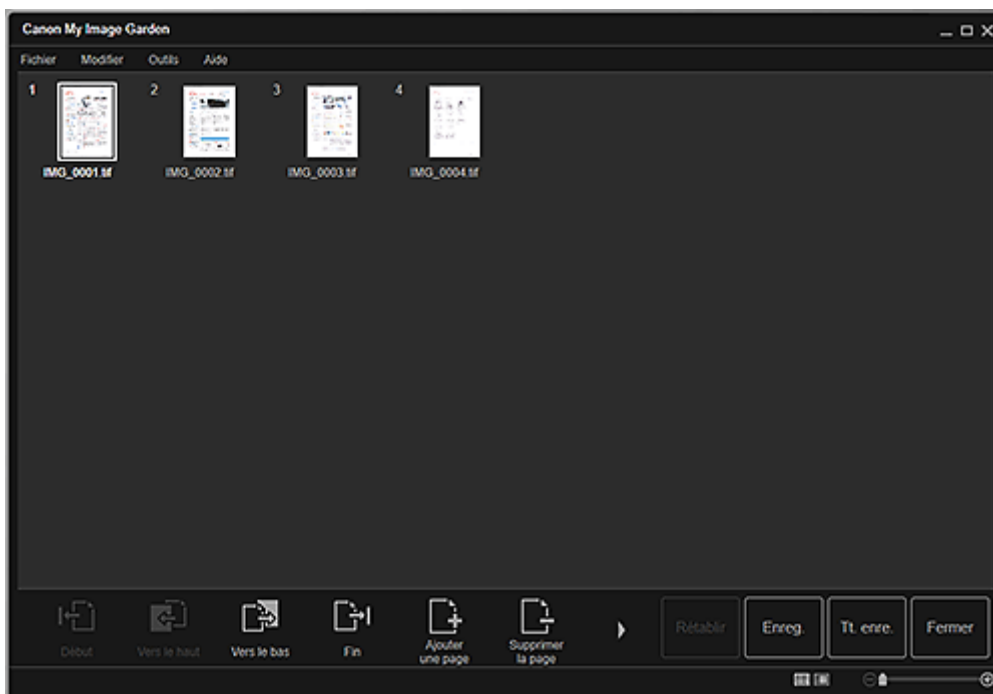 Canon My Image Garden
Fichier Modifier Outils Aide
1 2 3 4
IMG_0001.tif IMG_0002.tif IMG_0003.tif IMG_0004.tif
Début Vers le haut Vers le bas Fin Ajouter
une page Supprimer
la page Rétablir Enreg. Tt. enre. Fermer